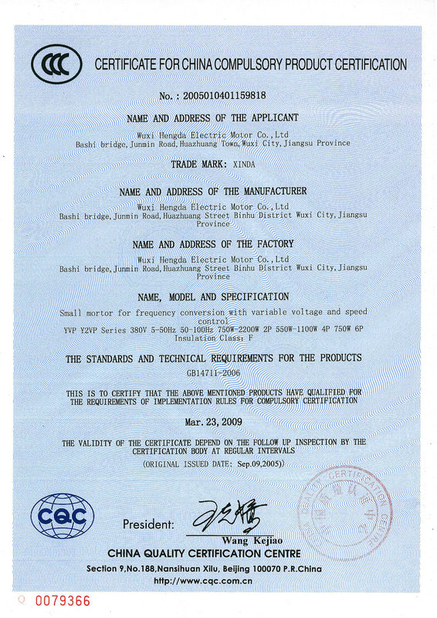 CCC
CERTIFICATE FOR CHINA COMPULSORY PRODUCT CERTIFICATION
No. : 2005010401159818
NAME AND ADDRESS OF THE APPLICANT
Wuxi Hengda Electric Motor Co.,Ltd
Bashi bridge,Junmin Road,Huazhuang Town,Wuxi City,Jiangsu Province
TRADE MARK: XINDA
NAME AND ADDRESS OF THE MANUFACTURER
Wuxi Hengda Electric Motor Co.,Ltd
Bashi bridge,Junmin Road,Huazhuang Street Binhu District Wuxi City,Jiangsu
Province
NAME AND ADDRESS OF THE FACTORY
Wuxi Hengda Electric Motor Co.,Ltd
Bashi bridge,Junmin Road,Huazhuang Street Binhu District Wuxi City,Jiangsu
Province
NAME, MODEL AND SPECIFICATION
Small mortor for frequency conversion with variable voltage and speed
control
YVP Y2VP Series 380V 5-50Hz 50-100Hz 750W-2200W 2P 550W-1100W 4P 750W 6P
Insulation Class: F
THE STANDARDS AND TECHNICAL REQUIREMENTS FOR THE PRODUCTS
GB14711-2006
THIS IS TO CERTIFY THAT THE ABOVE MENTIONED PRODUCTS HAVE QUALIFIED FOR
THE REQUIREMENTS OF IMPLEMENTATION RULES FOR COMPULSORY CERTIFICATION
Mar. 23, 2009
THE VALIDITY OF THE CERTIFICATE DEPEND ON THE FOLLOW UP INSPECTION BY THE
CERTIFICATION BODY AT REGULAR INTERVALS
(ORIGINAL ISSUED DATE: Sep.09,2005))
CQC
President:
Wang Kejiao
CHINA QUALITY CERTIFICATION CENTRE
Section 9,No.188,Nansihuan Xilu, Beijing 100070 P.R.China
http://www.cqc.com.cn
0079366